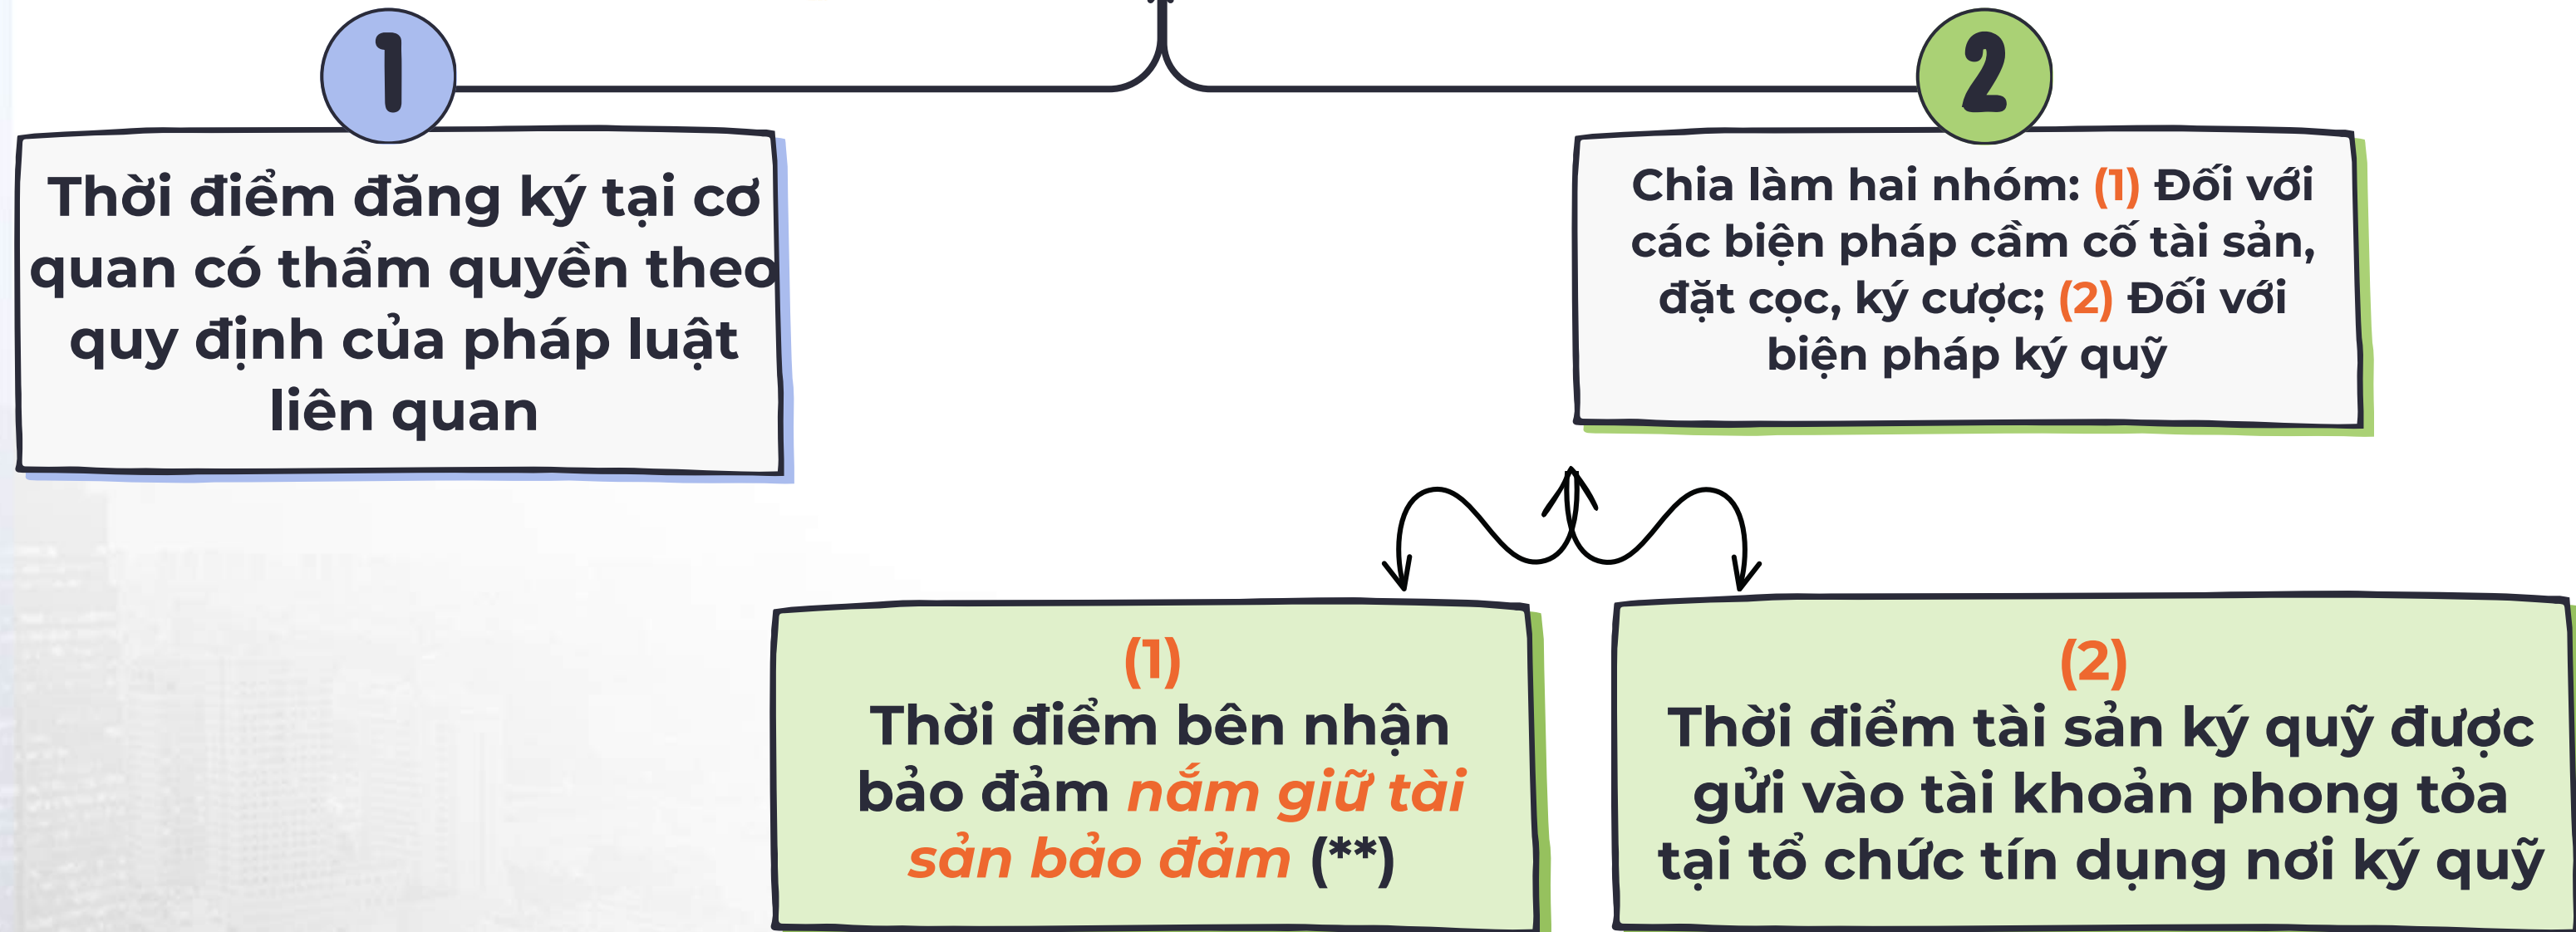 1
Thời điểm đăng ký tại cơ
quan có thẩm quyền theo
quy định của pháp luật
liên quan
2
Chia làm hai nhóm: (1) Đối với
các biện pháp cầm cố tài sản,
đặt cọc, ký cược; (2) Đối với
biện pháp ký quỹ
(1)
Thời điểm bên nhận
bảo đảm nắm giữ tài
sản bảo đảm (**)
(2)
Thời điểm tài sản ký quỹ được
gửi vào tài khoản phong tỏa
tại tổ chức tín dụng nơi ký quỹ